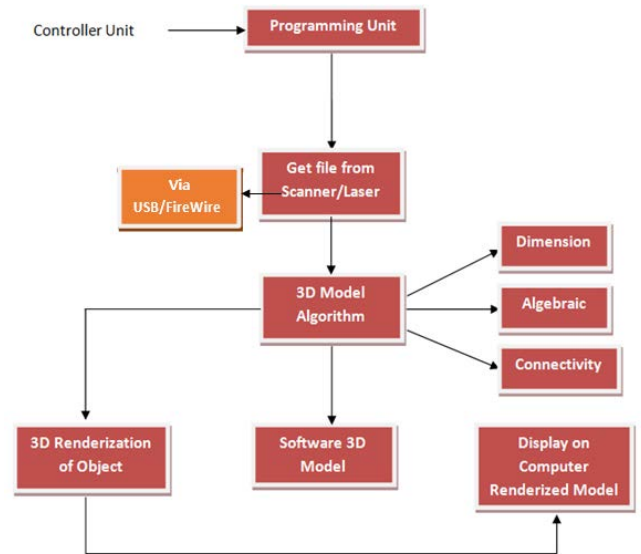 Controller Unit
Programming Unit
Get file from
Scanner/Laser
Via
USB/FireWire
Dimension
3D Model
Algorithm
Algebraic
Connectivity
3D Renderization
of Object
Software 3D
Model
Display on
Computer
Renderized Model